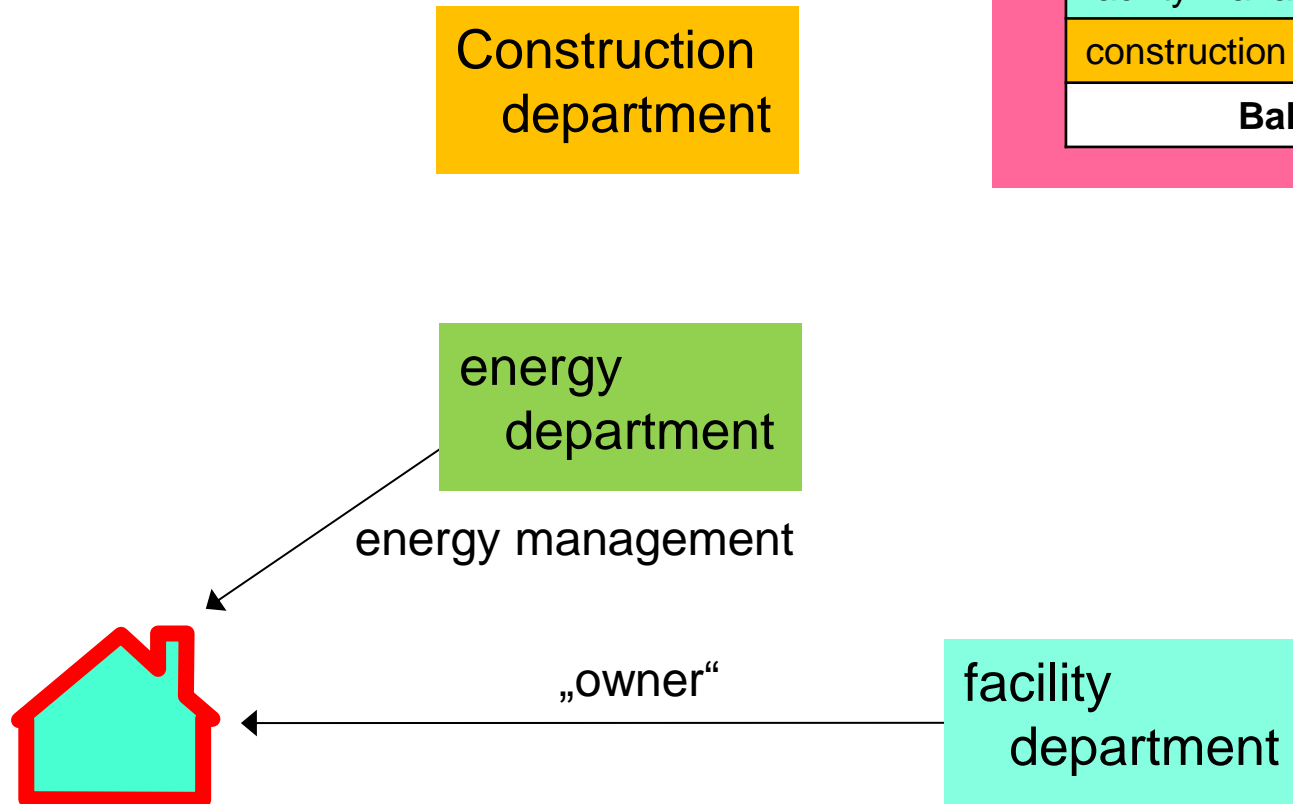 Construction
department
construction
energy
department
energy management
„owner“
facility
department